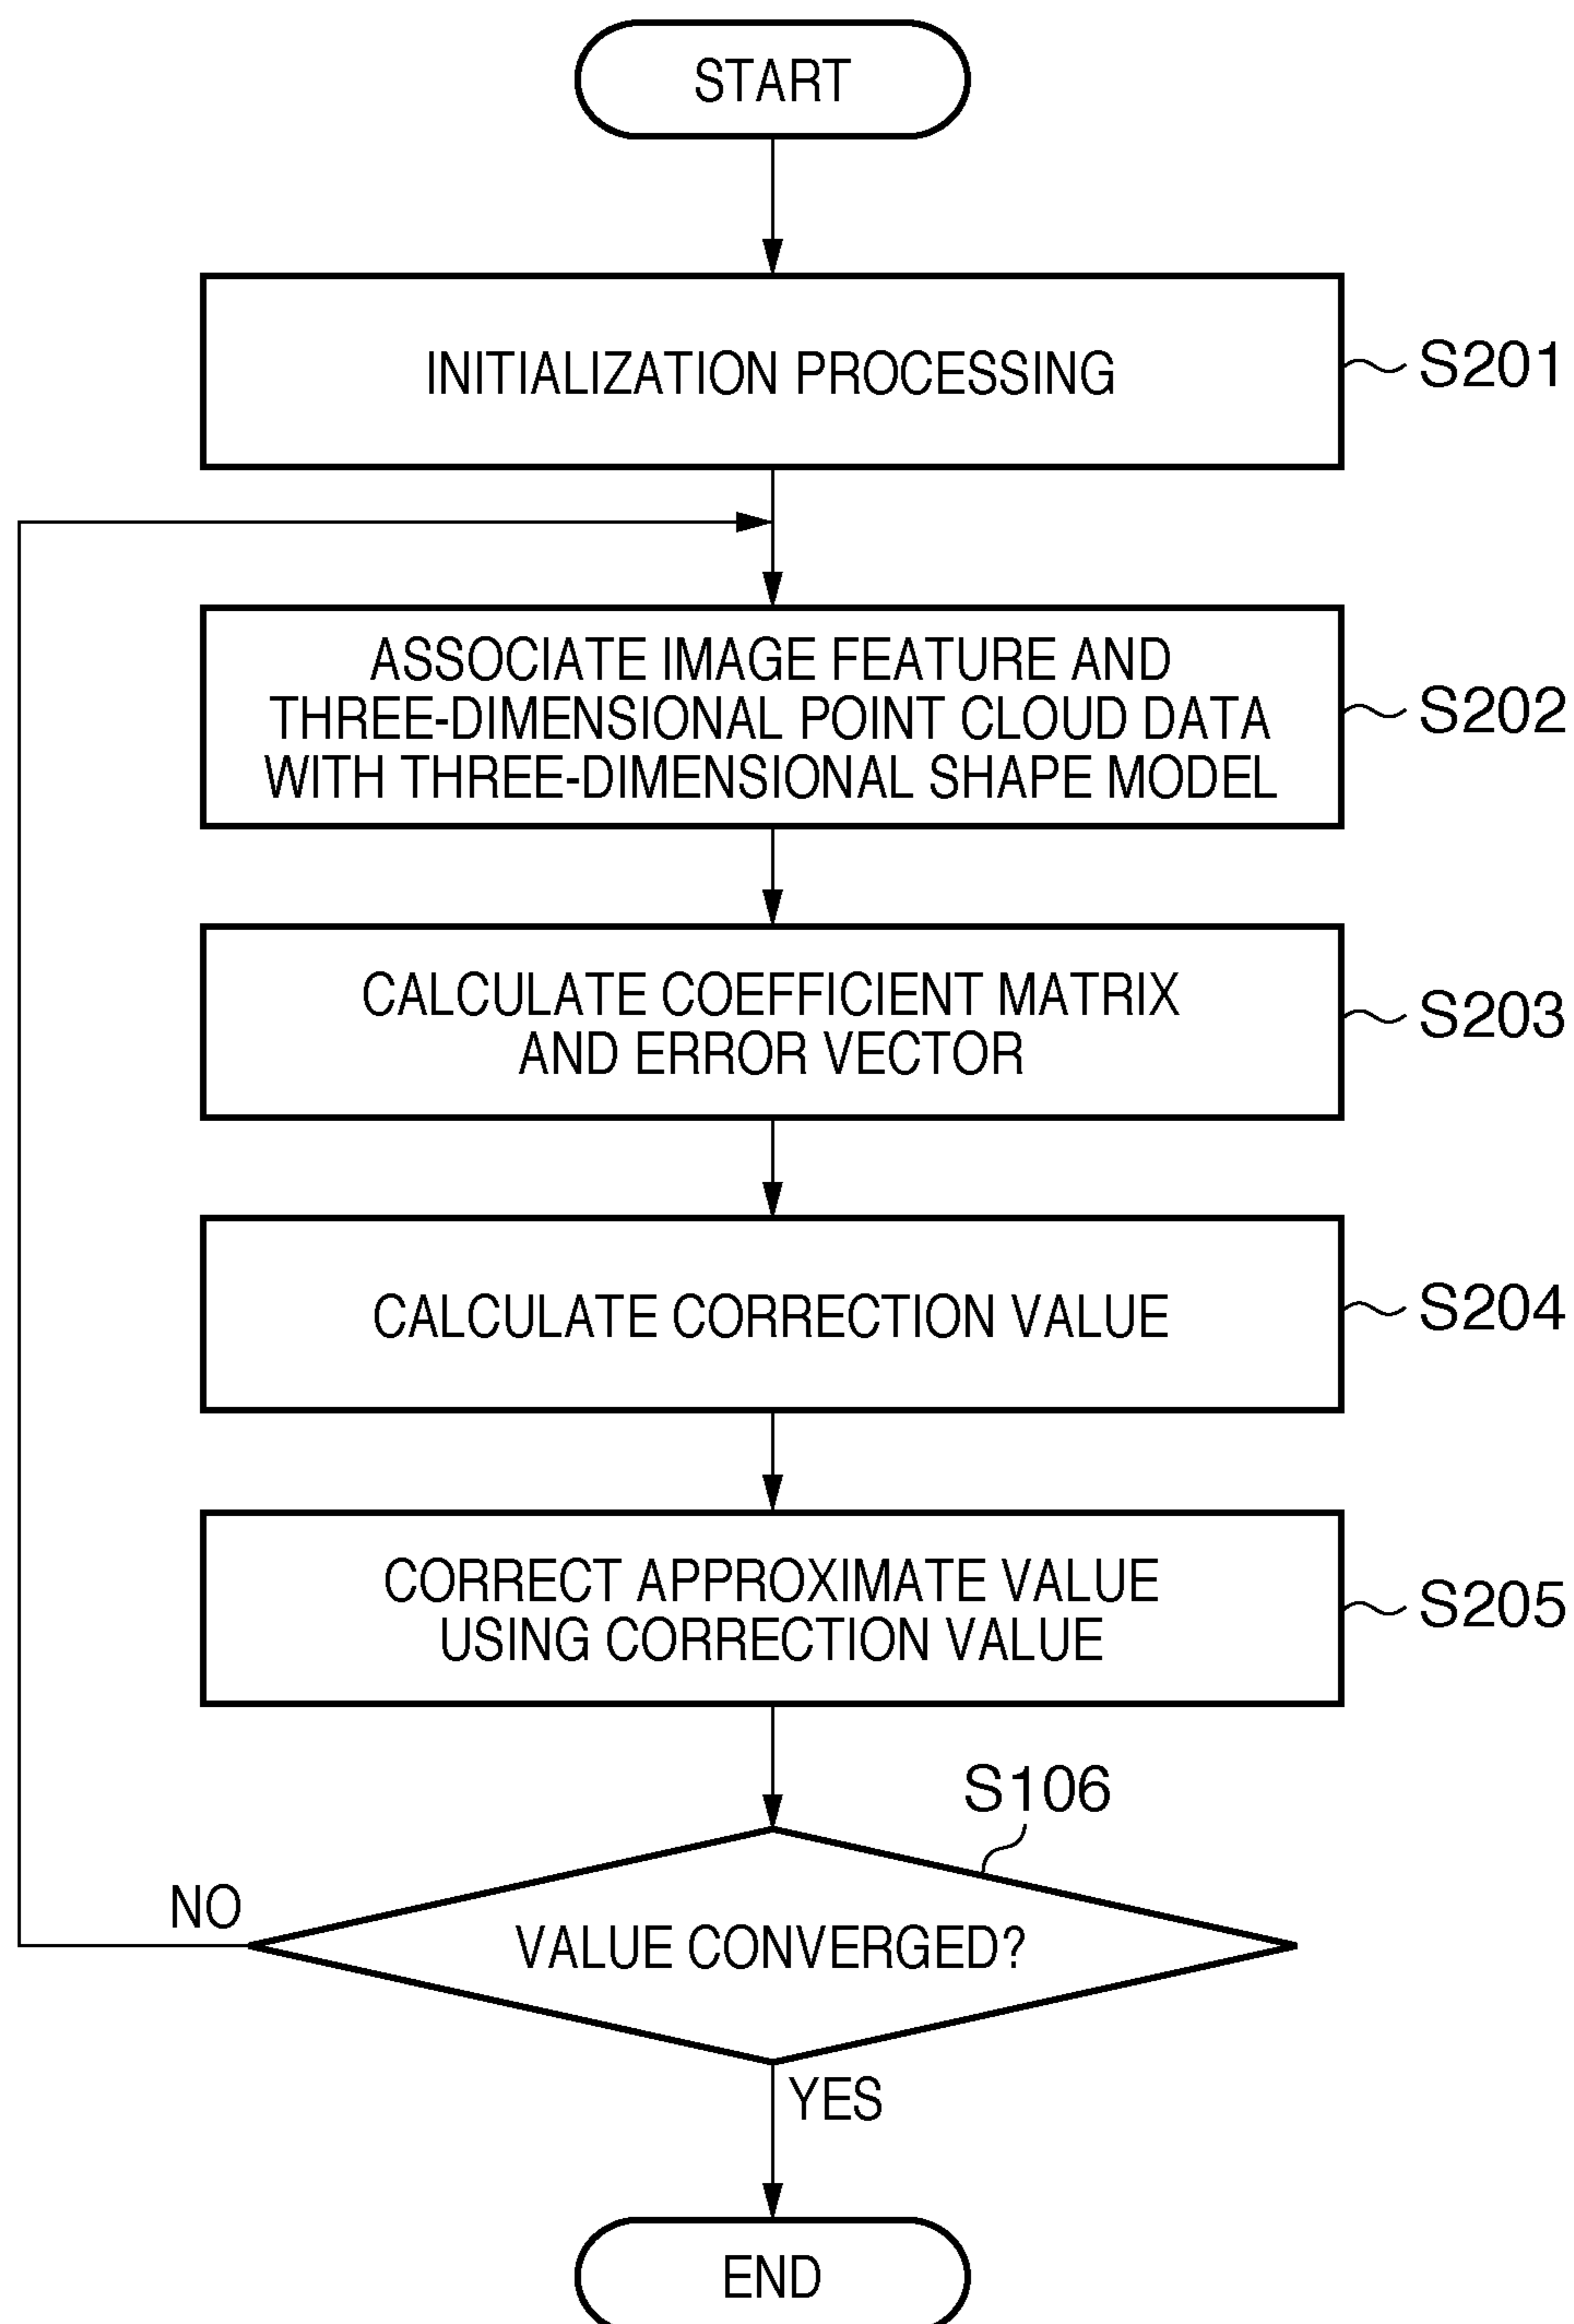 START
INITIALIZATION PROCESSING
S201
ASSOCIATE IMAGE FEATURE AND
THREE-DIMENSIONAL POINT CLOUD DATA
WITH THREE-DIMENSIONAL SHAPE MODEL
S202
CALCULATE COEFFICIENT MATRIX
AND ERROR VECTOR
S203
CALCULATE CORRECTION VALUE
S204
CORRECT APPROXIMATE VALUE
USING CORRECTION VALUE
S205
S106
NO
VALUE CONVERGED?
YES
END